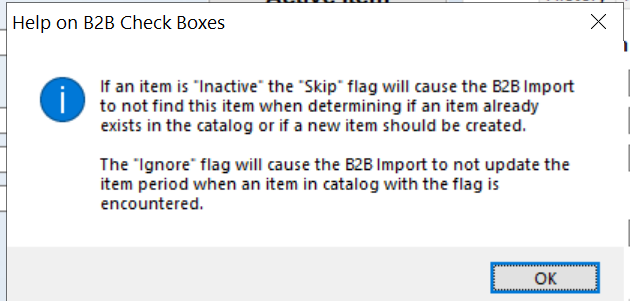 Active Item
Help on B2B Check Boxes
If an item is "Inactive" the "Skip" flag will cause the B2B Import
to not find this item when determining if an item already
exists in the catalog or if a new item should be created.
The "Ignore" flag will cause the B2B Import to not update the
item period when an item in catalog with the flag is
encountered.
OK